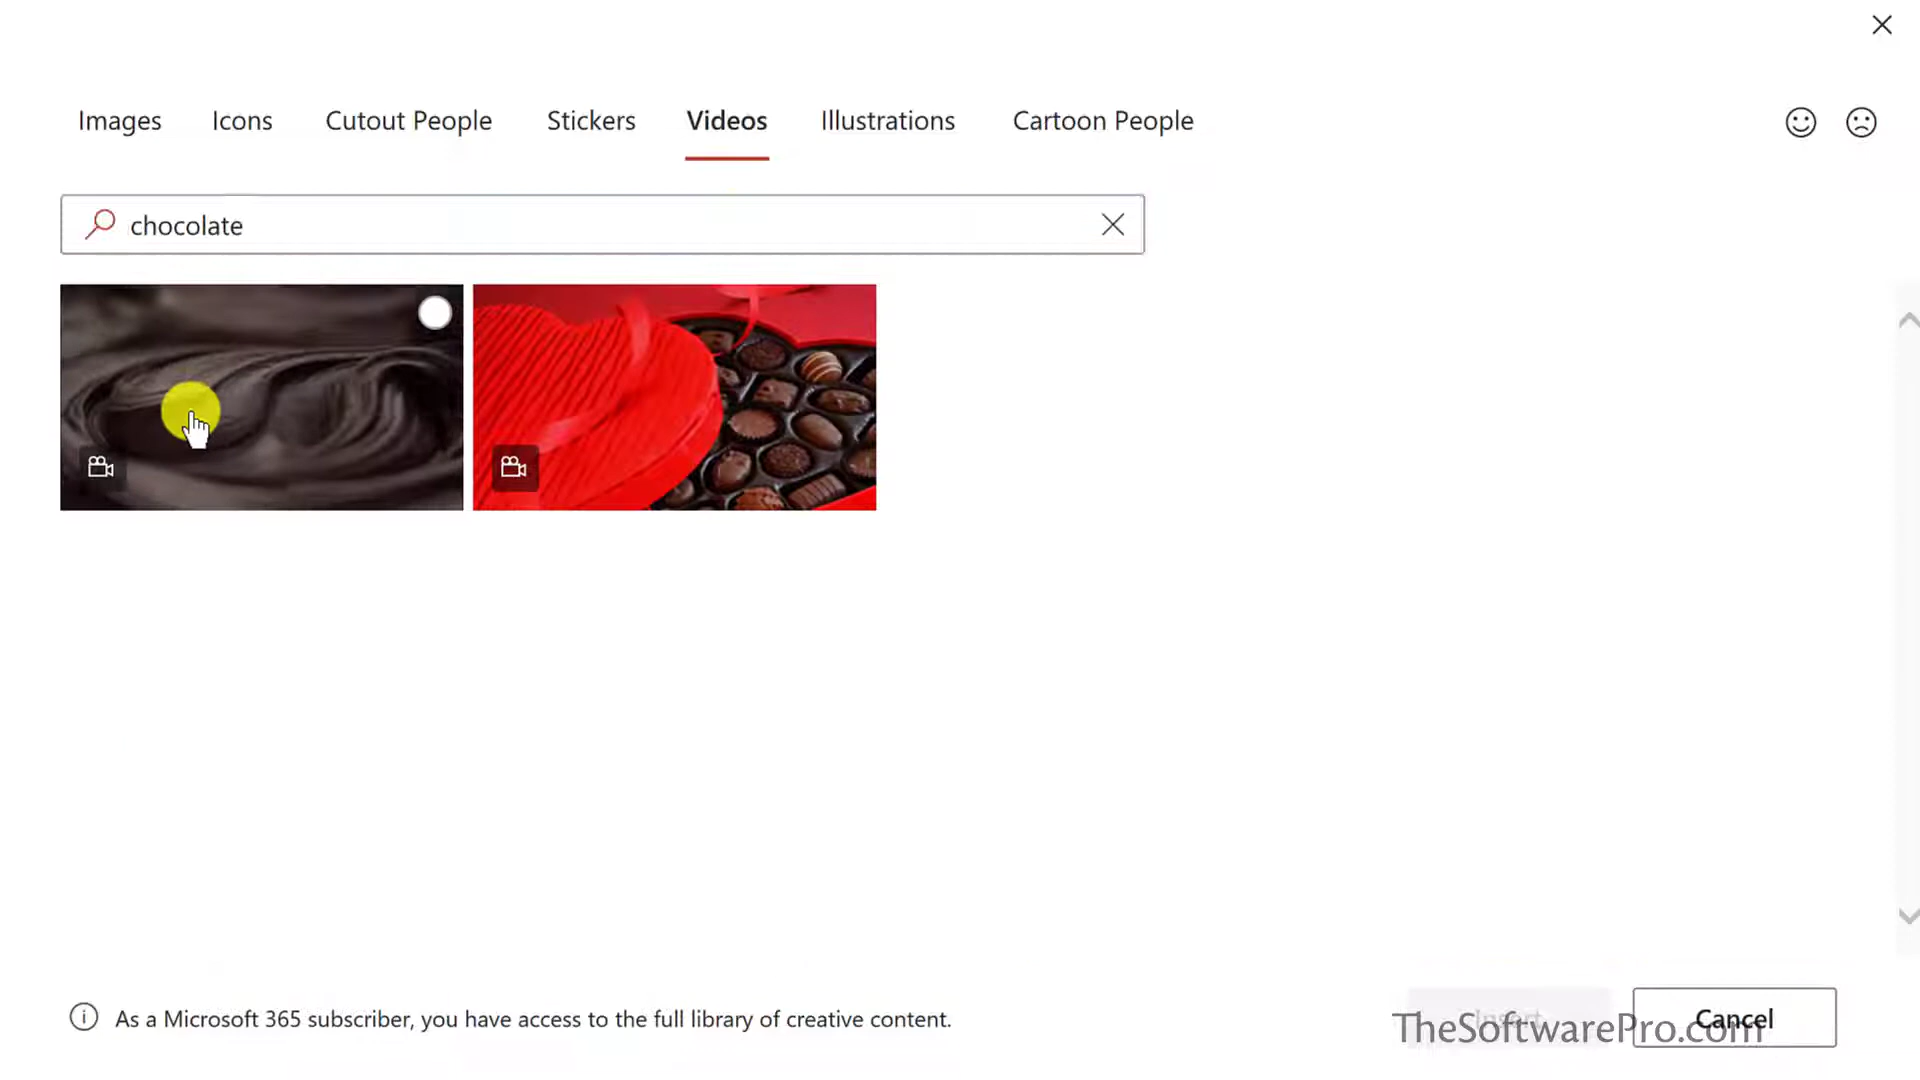 Images Icons Cutout People Stickers Videos Illustrations Cartoon People
chocolate
As a Microsoft 365 subscriber, you have access to the full library of creative content.
Insert
Cancel
TheSoftwarePro.com